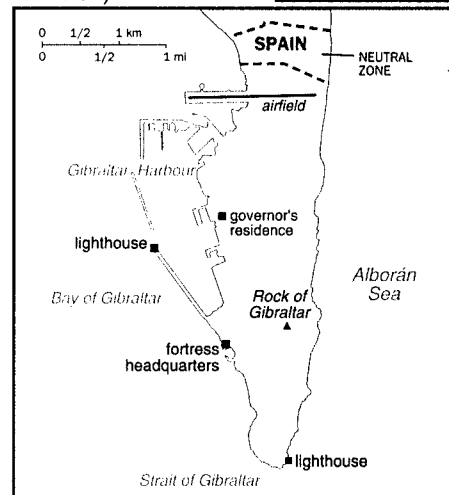 0 1/2 1 km
0 1/2 1 mi
SPAIN
NEUTRAL
ZONE
airfield
Gibraltar Harbour
governor's
residence
lighthouse
Alborán
Sea
Bay of Gibraltar
Rock of
Gibraltar
fortress
headquarters
lighthouse
Strait of Gibraltar